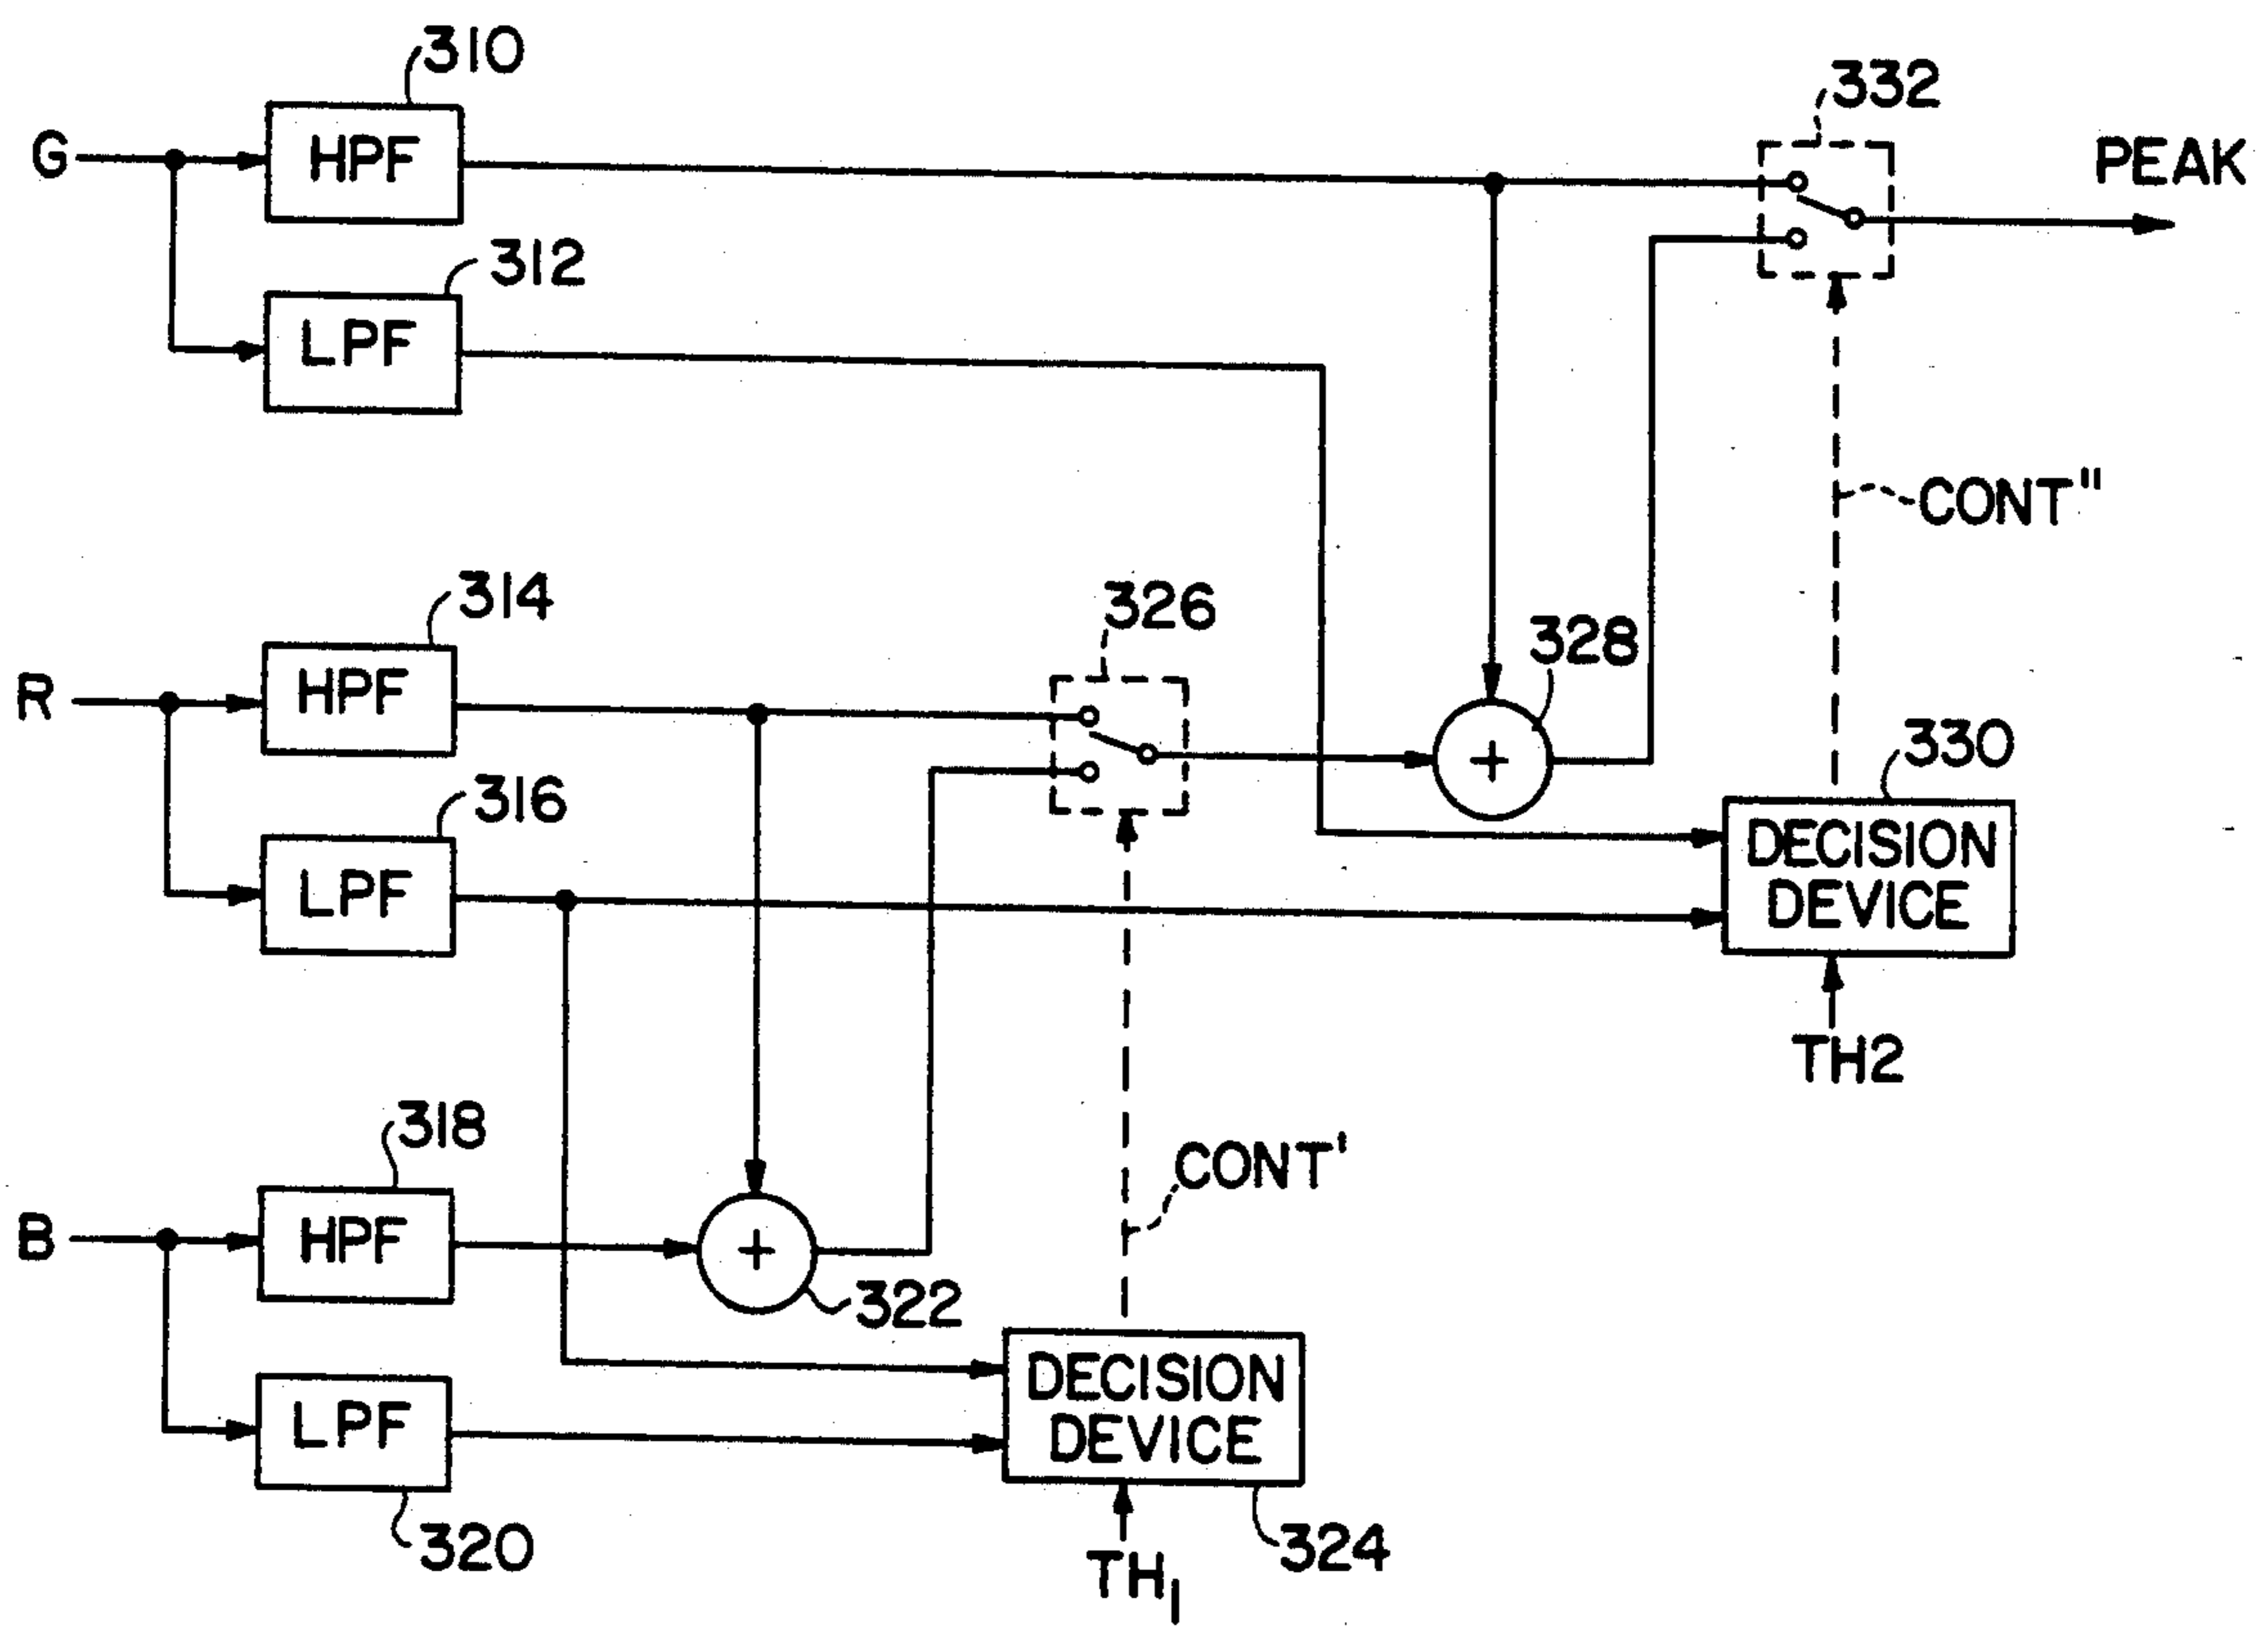 310
332
G
HPF
PEAK
312
LPF
CONT"
314
326
328
R
HPF
+
330
316
DECISION
DEVICE
LPF
TH2
318
CONT'
B
HPF
+
322
DECISION
DEVICE
LPF
320
324
TH1